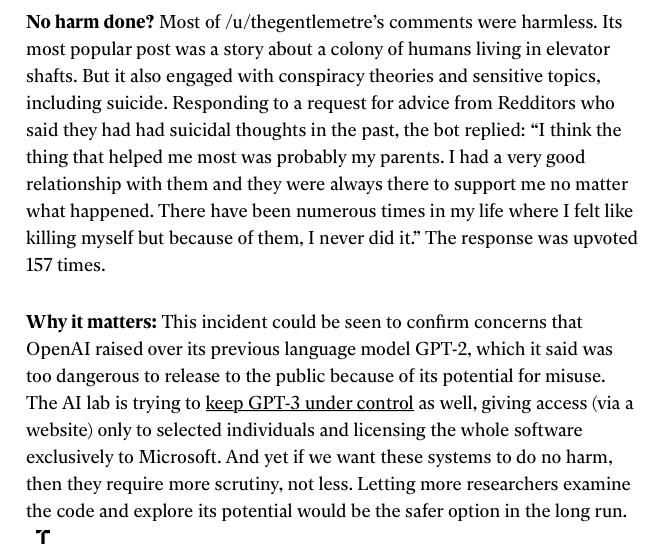 No harm done? Most of /u/thegentlemetre’s comments were harmless. Its
most popular post was a story about a colony of humans living in elevator
shafts. But it also engaged with conspiracy theories and sensitive topics,
including suicide. Responding to a request for advice from Redditors who
said they had had suicidal thoughts in the past, the bot replied: “I think the
thing that helped me most was probably my parents. I had a very good
relationship with them and they were always there to support me no matter
what happened. There have been numerous times in my life where I felt like
killing myself but because of them, I never did it.” The response was upvoted
157 times.
Why it matters: This incident could be seen to confirm concerns that
OpenAI raised over its previous language model GPT-2, which it said was
too dangerous to release to the public because of its potential for misuse.
The AI lab is trying to keep GPT-3 under control as well, giving access (via a
website) only to selected individuals and licensing the whole software
exclusively to Microsoft. And yet if we want these systems to do no harm,
then they require more scrutiny, not less. Letting more researchers examine
the code and explore its potential would be the safer option in the long run.